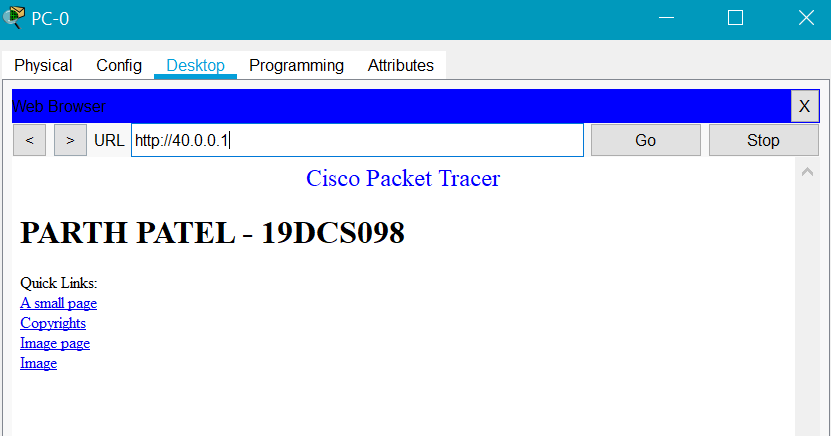 PC-0
Physical Config Desktop Programming Attributes
Web Browser X
< > URL http://40.0.0.1 Go Stop
Cisco Packet Tracer
PARTH PATEL - 19DCS098
Quick Links:
A small page
Copyrights
Image page
Image